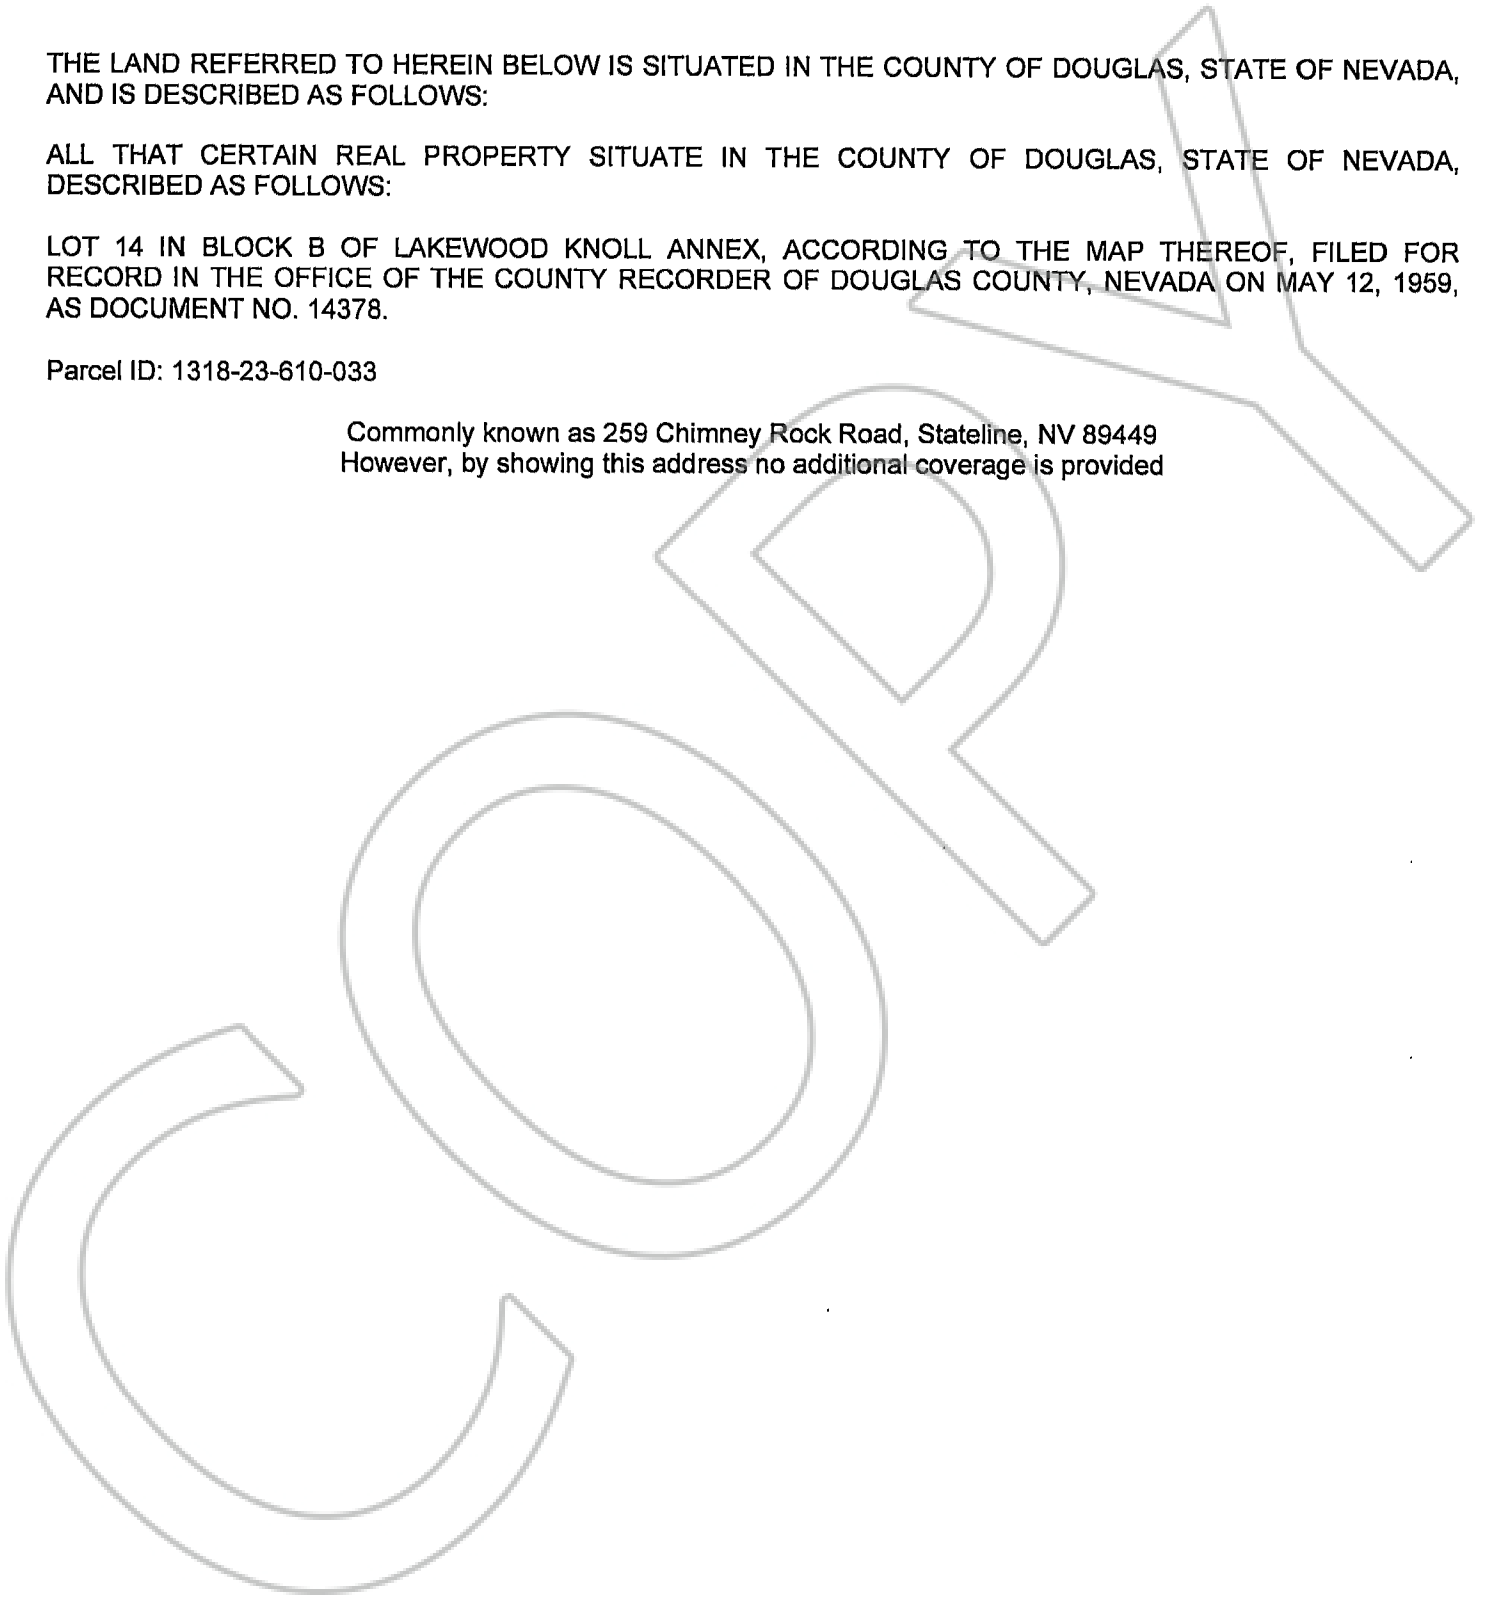 THE LAND REFERRED TO HEREIN BELOW IS SITUATED IN THE COUNTY OF DOUGLAS, STATE OF NEVADA,
AND IS DESCRIBED AS FOLLOWS:
ALL THAT CERTAIN REAL PROPERTY SITUATE IN THE COUNTY OF DOUGLAS, STATE OF NEVADA,
DESCRIBED AS FOLLOWS:
LOT 14 IN BLOCK B OF LAKEWOOD KNOLL ANNEX, ACCORDING TO THE MAP THEREOF, FILED FOR
RECORD IN THE OFFICE OF THE COUNTY RECORDER OF DOUGLAS COUNTY, NEVADA ON MAY 12, 1959,
AS DOCUMENT NO. 14378.
Parcel ID: 1318-23-610-033
Commonly known as 259 Chimney Rock Road, Stateline, NV 89449
However, by showing this address no additional coverage is provided
COPY